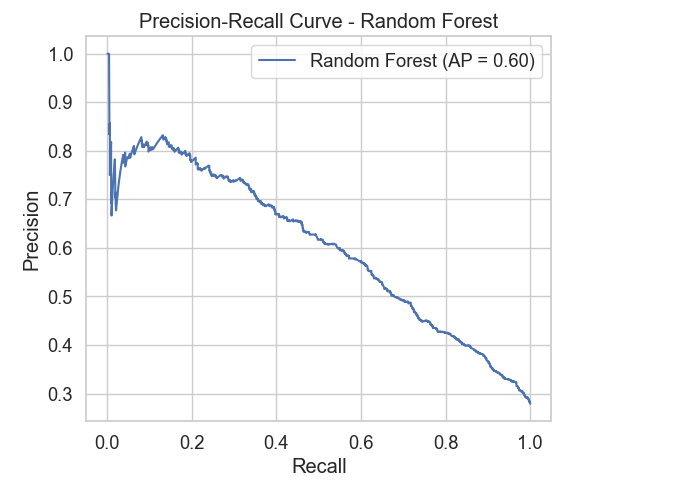 Precision-Recall Curve - Random Forest
Random Forest (AP = 0.60)
Precision
1.0
0.9
0.8
0.7
0.6
0.5
0.4
0.3
0.0 0.2 0.4 0.6 0.8 1.0
Recall